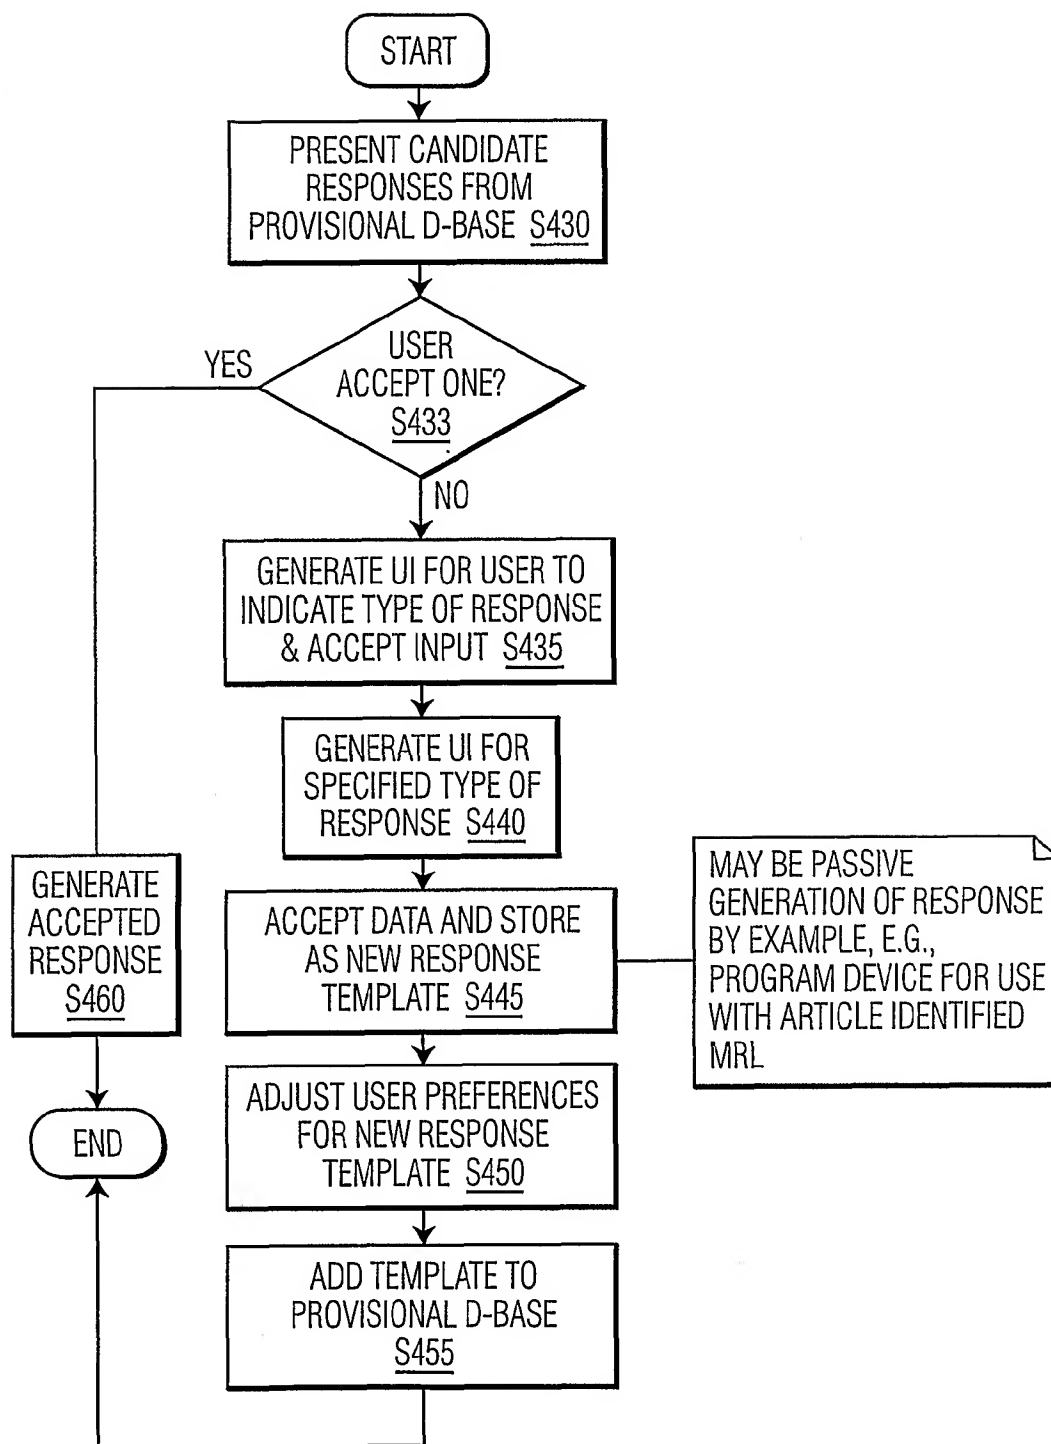 START
PRESENT CANDIDATE
RESPONSES FROM
PROVISIONAL D-BASE S430
USER
ACCEPT ONE?
S433
YES
NO
GENERATE UI FOR USER TO
INDICATE TYPE OF RESPONSE
& ACCEPT INPUT S435
GENERATE UI FOR
SPECIFIED TYPE OF
RESPONSE S440
GENERATE
ACCEPTED
RESPONSE
S460
ACCEPT DATA AND STORE
AS NEW RESPONSE
TEMPLATE S445
MAY BE PASSIVE
GENERATION OF RESPONSE
BY EXAMPLE, E.G.,
PROGRAM DEVICE FOR USE
WITH ARTICLE IDENTIFIED
MRL
END
ADJUST USER PREFERENCES
FOR NEW RESPONSE
TEMPLATE S450
ADD TEMPLATE TO
PROVISIONAL D-BASE
S455